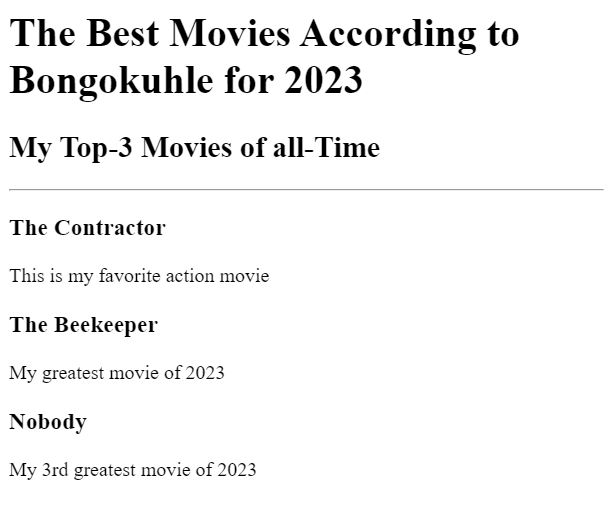 The Best Movies According to
Bongokuhle for 2023
My Top-3 Movies of all-Time
The Contractor
This is my favorite action movie
The Beekeeper
My greatest movie of 2023
Nobody
My 3rd greatest movie of 2023